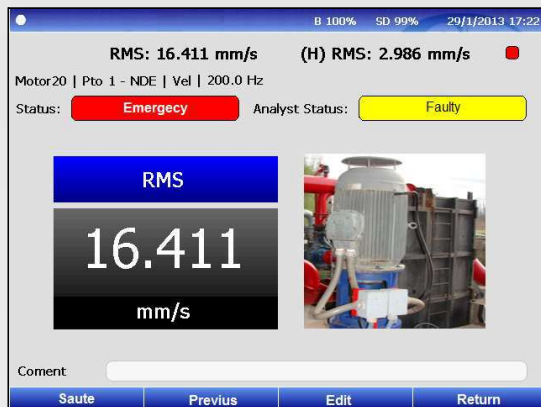 B 100% SD 99% 29/1/2013 17:22
RMS: 16.411 mm/s (H) RMS: 2.986 mm/s
Motor20 | Pto 1 - NDE | Vel | 200.0 Hz
Status: Emergecy Analyst Status: Faulty
RMS
16.411
mm/s
Coment
Saute Previus Edit Return